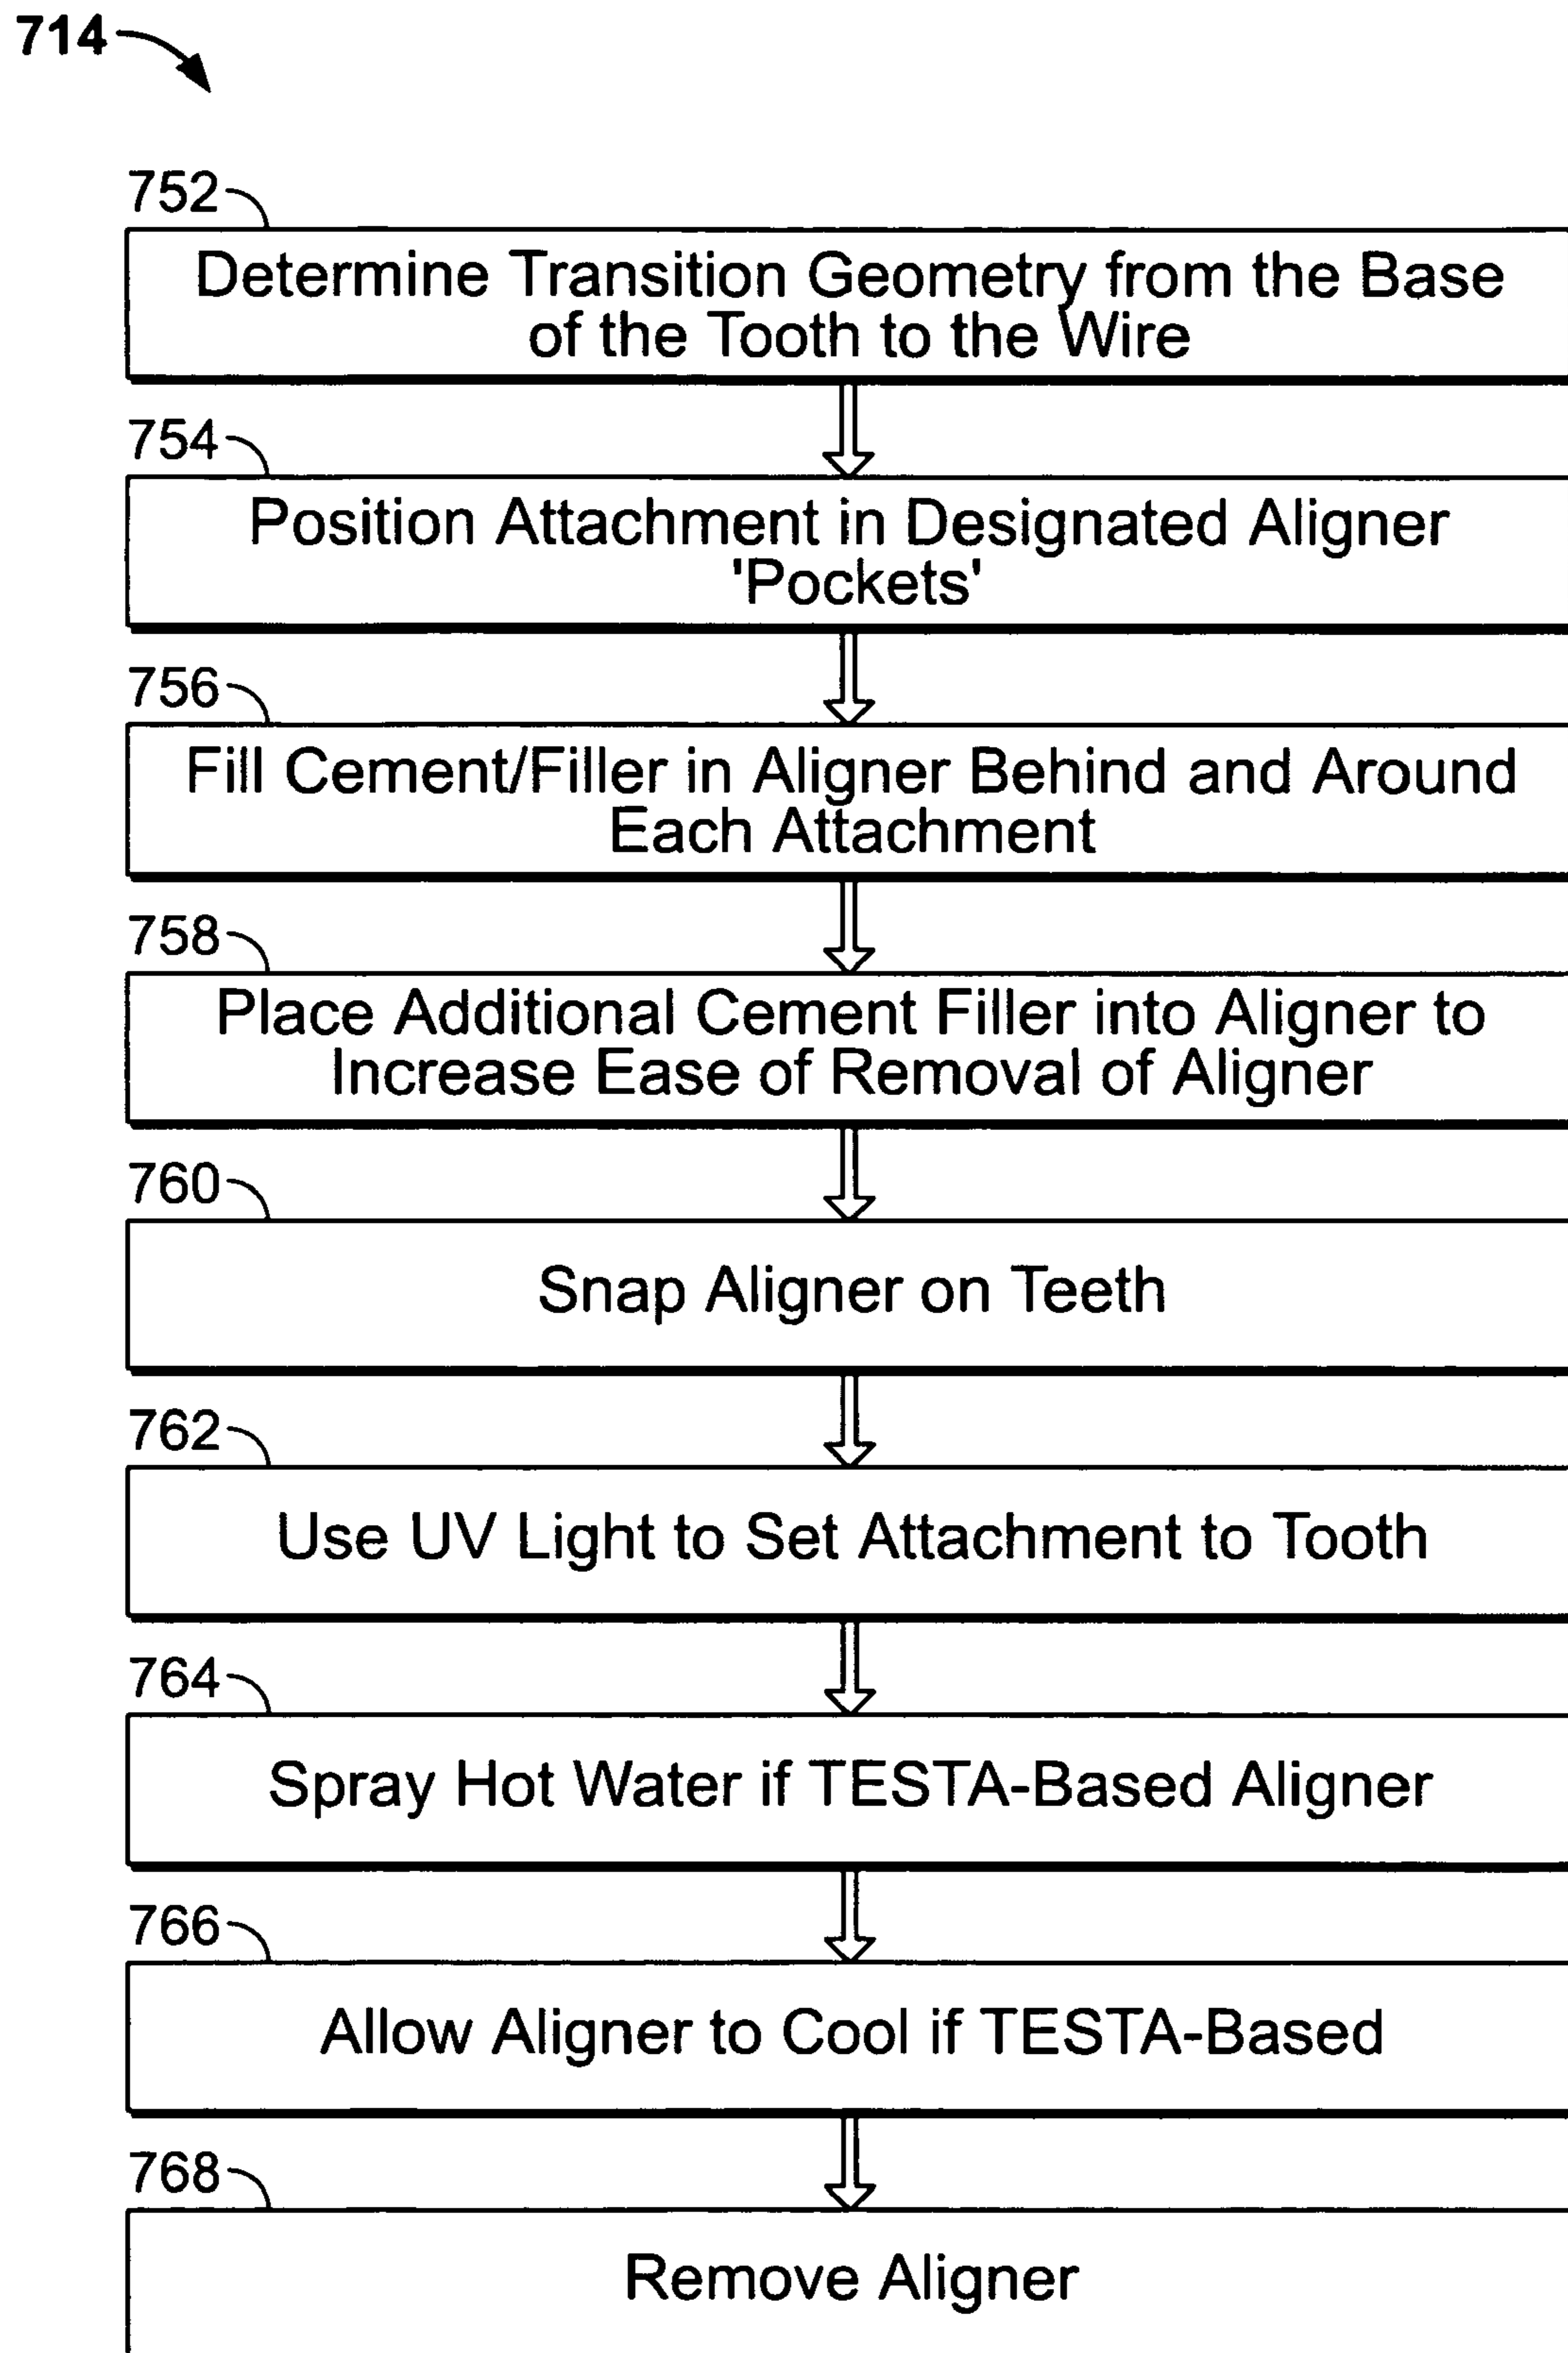 714
752
Determine Transition Geometry from the Base
of the Tooth to the Wire
754
Position Attachment in Designated Aligner
'Pockets'
756
Fill Cement/Filler in Aligner Behind and Around
Each Attachment
758
Place Additional Cement Filler into Aligner to
Increase Ease of Removal of Aligner
760
Snap Aligner on Teeth
762
Use UV Light to Set Attachment to Tooth
764
Spray Hot Water if TESTA-Based Aligner
766
Allow Aligner to Cool if TESTA-Based
768
Remove Aligner